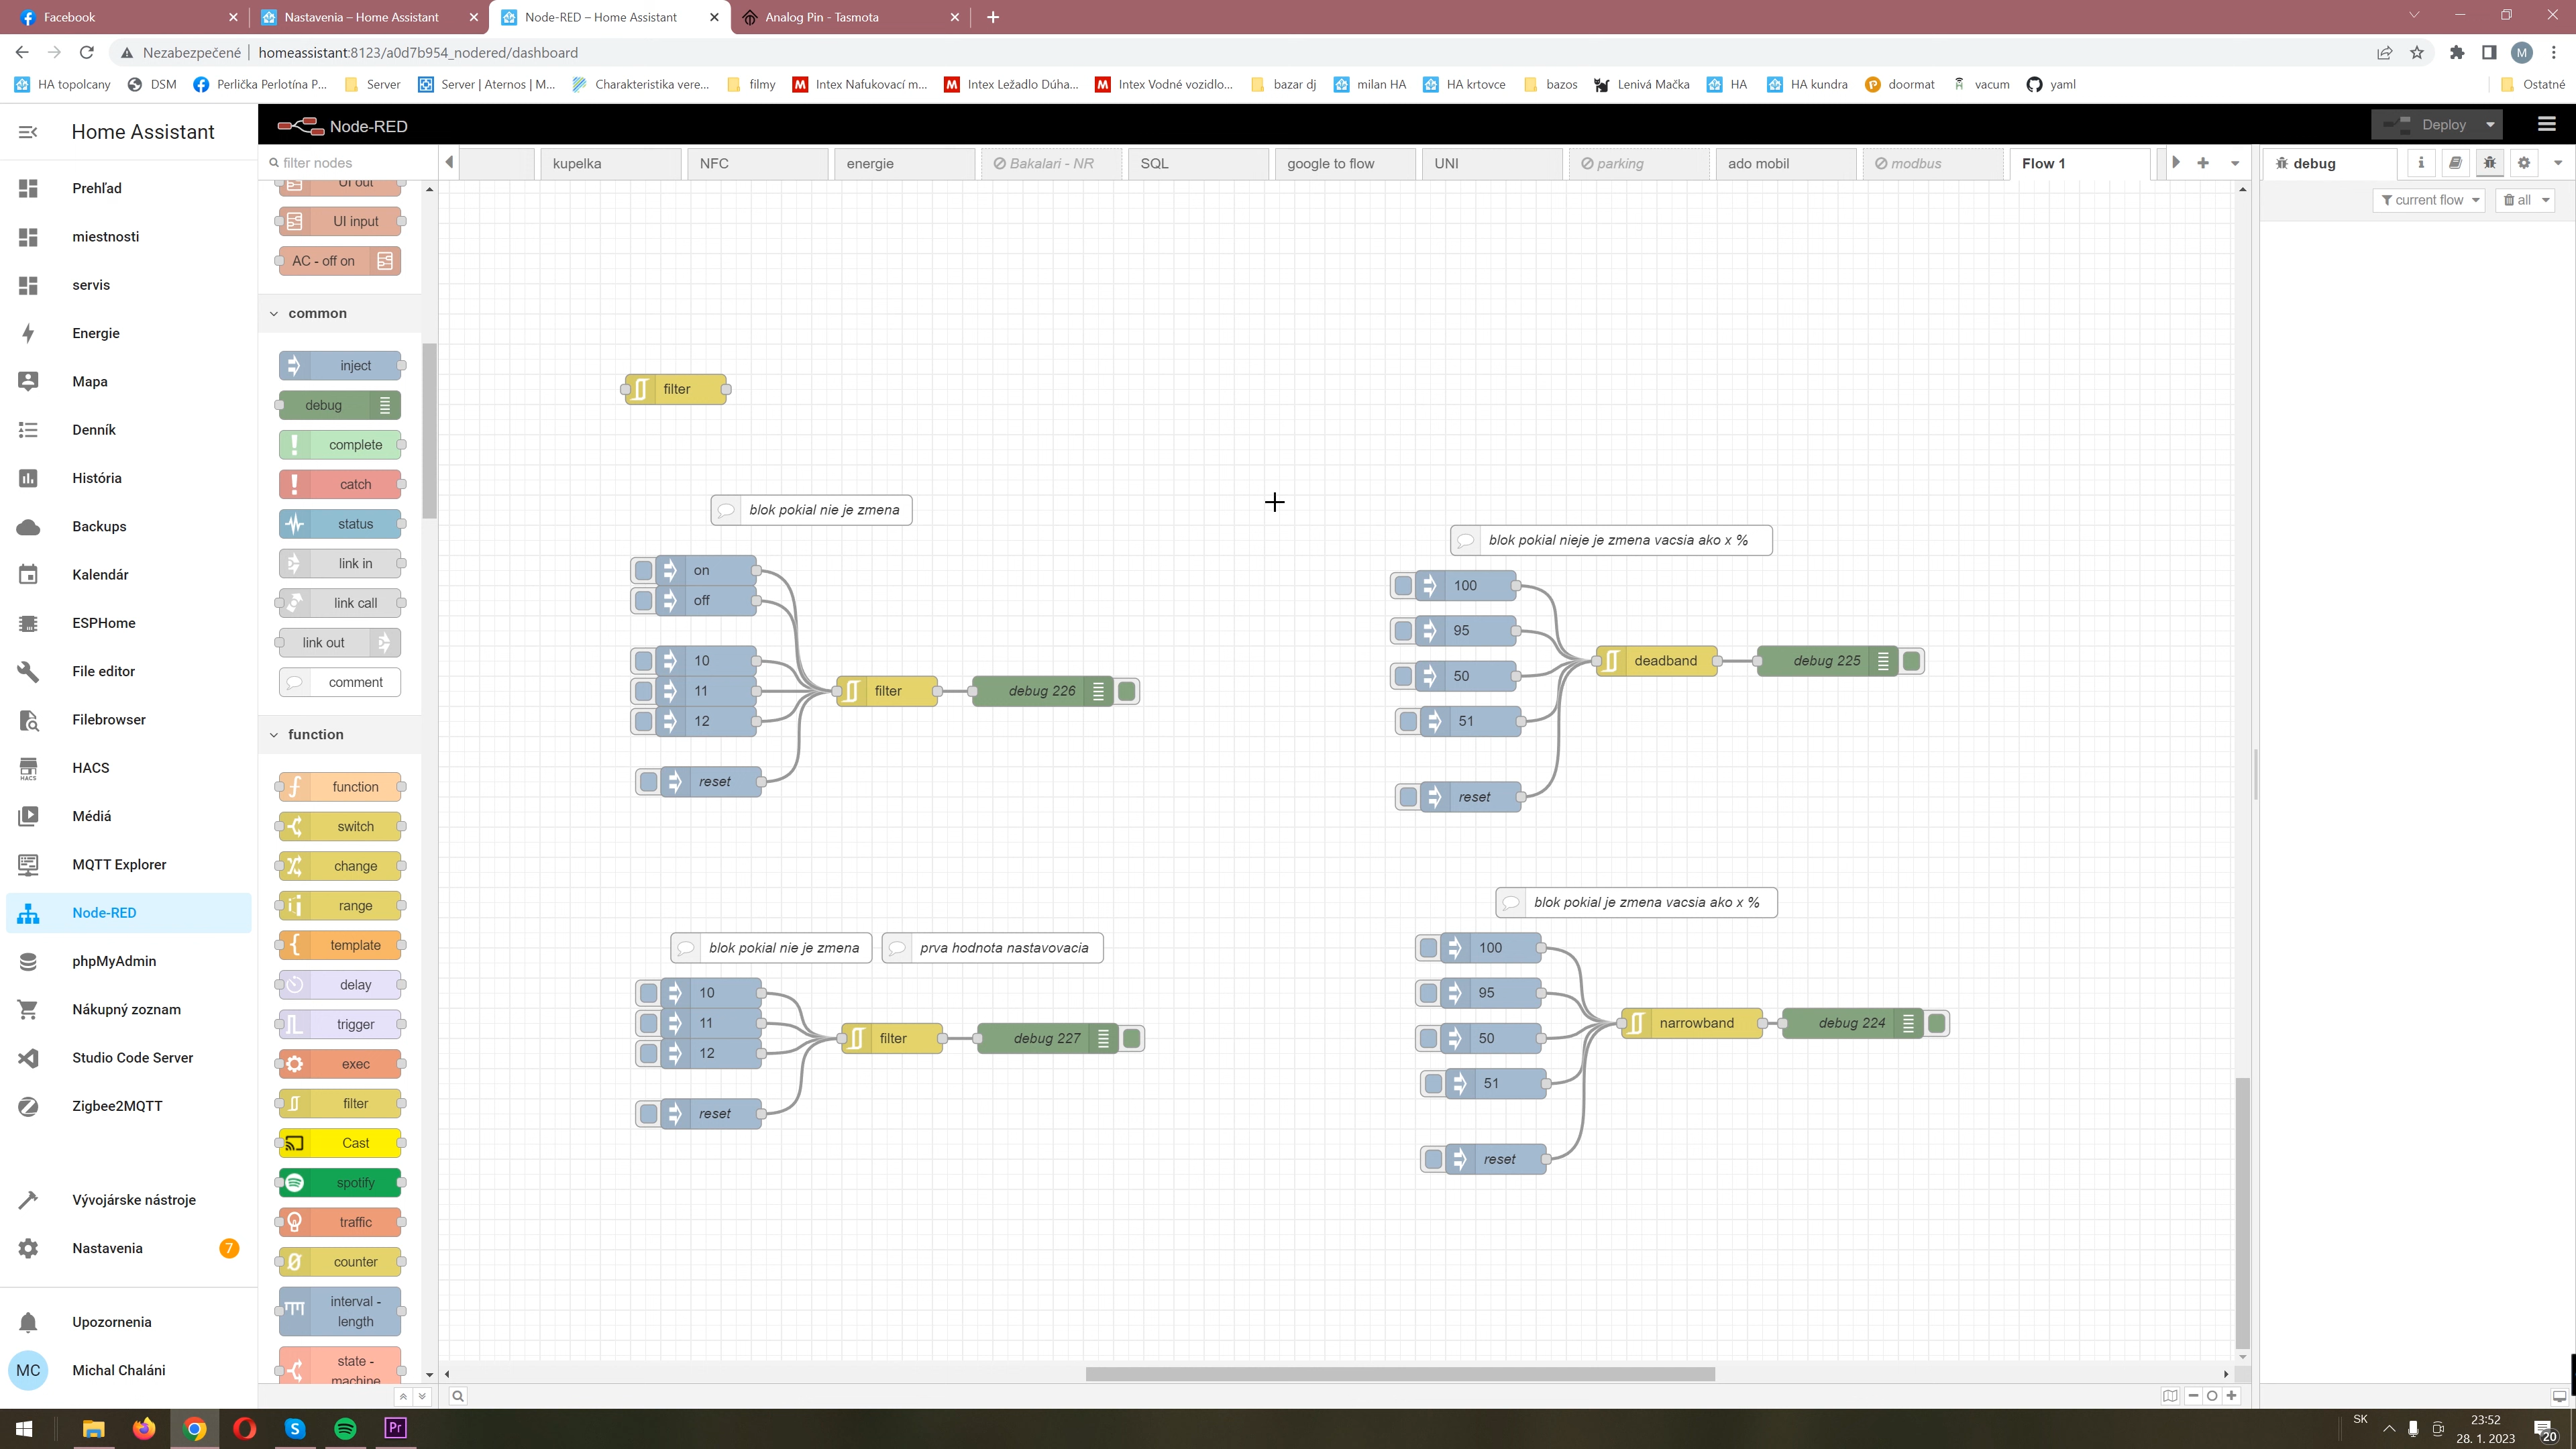 Facebook
Nastavenia – Home Assistant
Node-RED – Home Assistant
Analog Pin - Tasmota
Nezabezpečené
homeassistant:8123/a0d7b954_nodered/dashboard
M
HA topolcany
DSM
Perlička Perlotína P...
Server
Server | Aternos | M...
Charakteristika vere...
filmy
Intex Nafukovací m...
Intex Ležadlo Dúha...
Intex Vodné vozidlo...
bazar dj
milan HA
HA krtovce
bazos
Lenivá Mačka
HA
HA kundra
doormat
vacum
yaml
Ostatné
Home Assistant
Prehľad
miestnosti
servis
Energie
Mapa
Denník
História
Backups
Kalendár
ESPHome
File editor
Filebrowser
HACS
HACS
Médiá
MQTT Explorer
Node-RED
phpMyAdmin
Nákupný zoznam
Studio Code Server
Zigbee2MQTT
Vývojárske nástroje
Nastavenia
7
Upozornenia
MC
Michal Chaláni
Node-RED
Deploy
filter nodes
UI out
UI input
AC - off on
common
inject
debug
complete
catch
status
link in
link call
link out
comment
function
function
switch
change
range
template
delay
trigger
exec
filter
Cast
spotify
traffic
counter
interval -
length
state -
machine
kupelka
NFC
energie
Bakalari - NR
SQL
google to flow
UNI
parking
ado mobil
modbus
Flow 1
filter
blok pokial nie je zmena
on
off
10
11
12
reset
filter
debug 226
blok pokial nie je zmena
prva hodnota nastavovacia
10
11
12
reset
filter
debug 227
blok pokial nieje je zmena vacsia ako x %
100
95
50
51
reset
deadband
debug 225
blok pokial je zmena vacsia ako x %
100
95
50
51
reset
narrowband
debug 224
debug
current flow
all
Pr
SK
23:52
28. 1. 2023
20